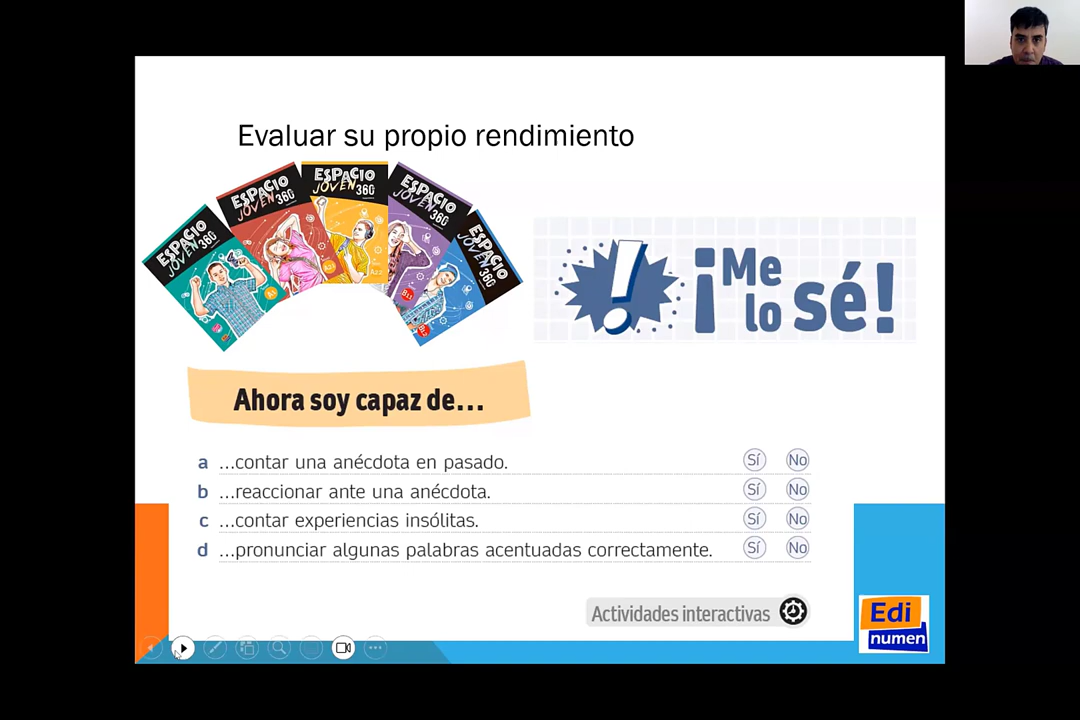 Evaluar su propio rendimiento
ESPACIO
JOVEN 360
ESPACIO
JOVEN 360
ESPACIO
JOVEN 360
ESPACIO
JOVEN 360
ESPACIO
JOVEN 360
¡Me lo sé!
Ahora soy capaz de...
a ...contar una anécdota en pasado. Sí No
b ...reaccionar ante una anécdota. Sí No
c ...contar experiencias insólitas. Sí No
d ...pronunciar algunas palabras acentuadas correctamente. Sí No
Actividades interactivas
Edi
numen